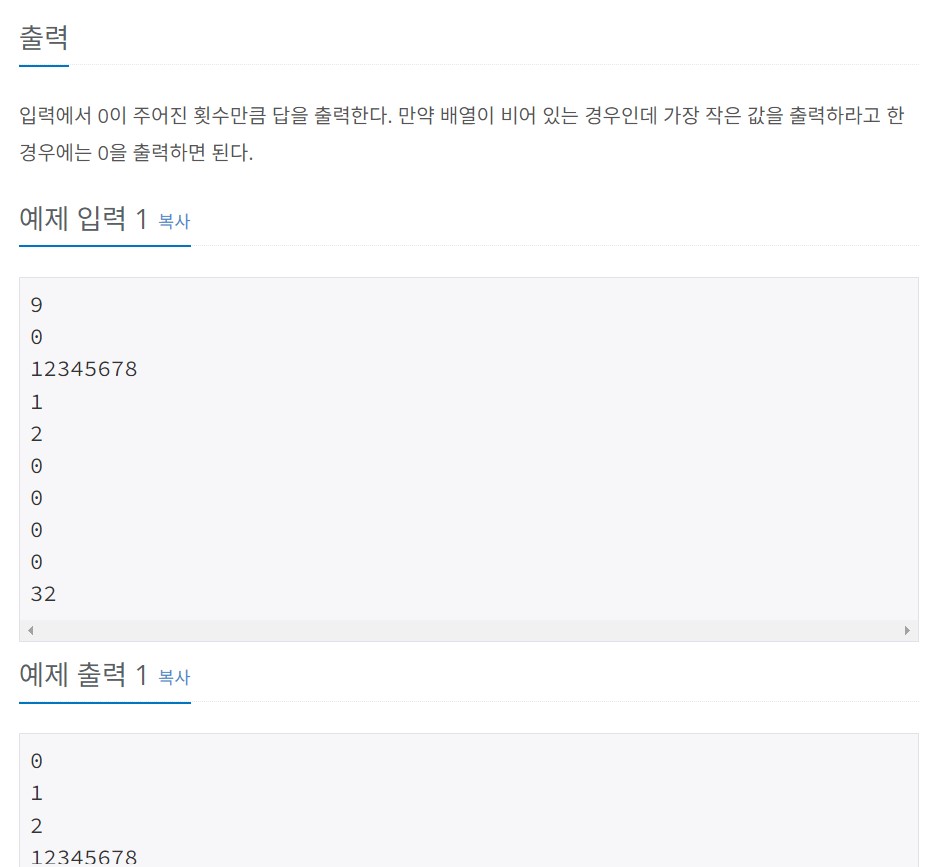 출력
입력에서 0이 주어진 횟수만큼 답을 출력한다. 만약 배열이 비어 있는 경우인데 가장 작은 값을 출력하라고 한
경우에는 0을 출력하면 된다.
예제 입력 1 복사
9
0
12345678
1
2
0
0
0
0
32
예제 출력 1 복사
0
1
2
12345678